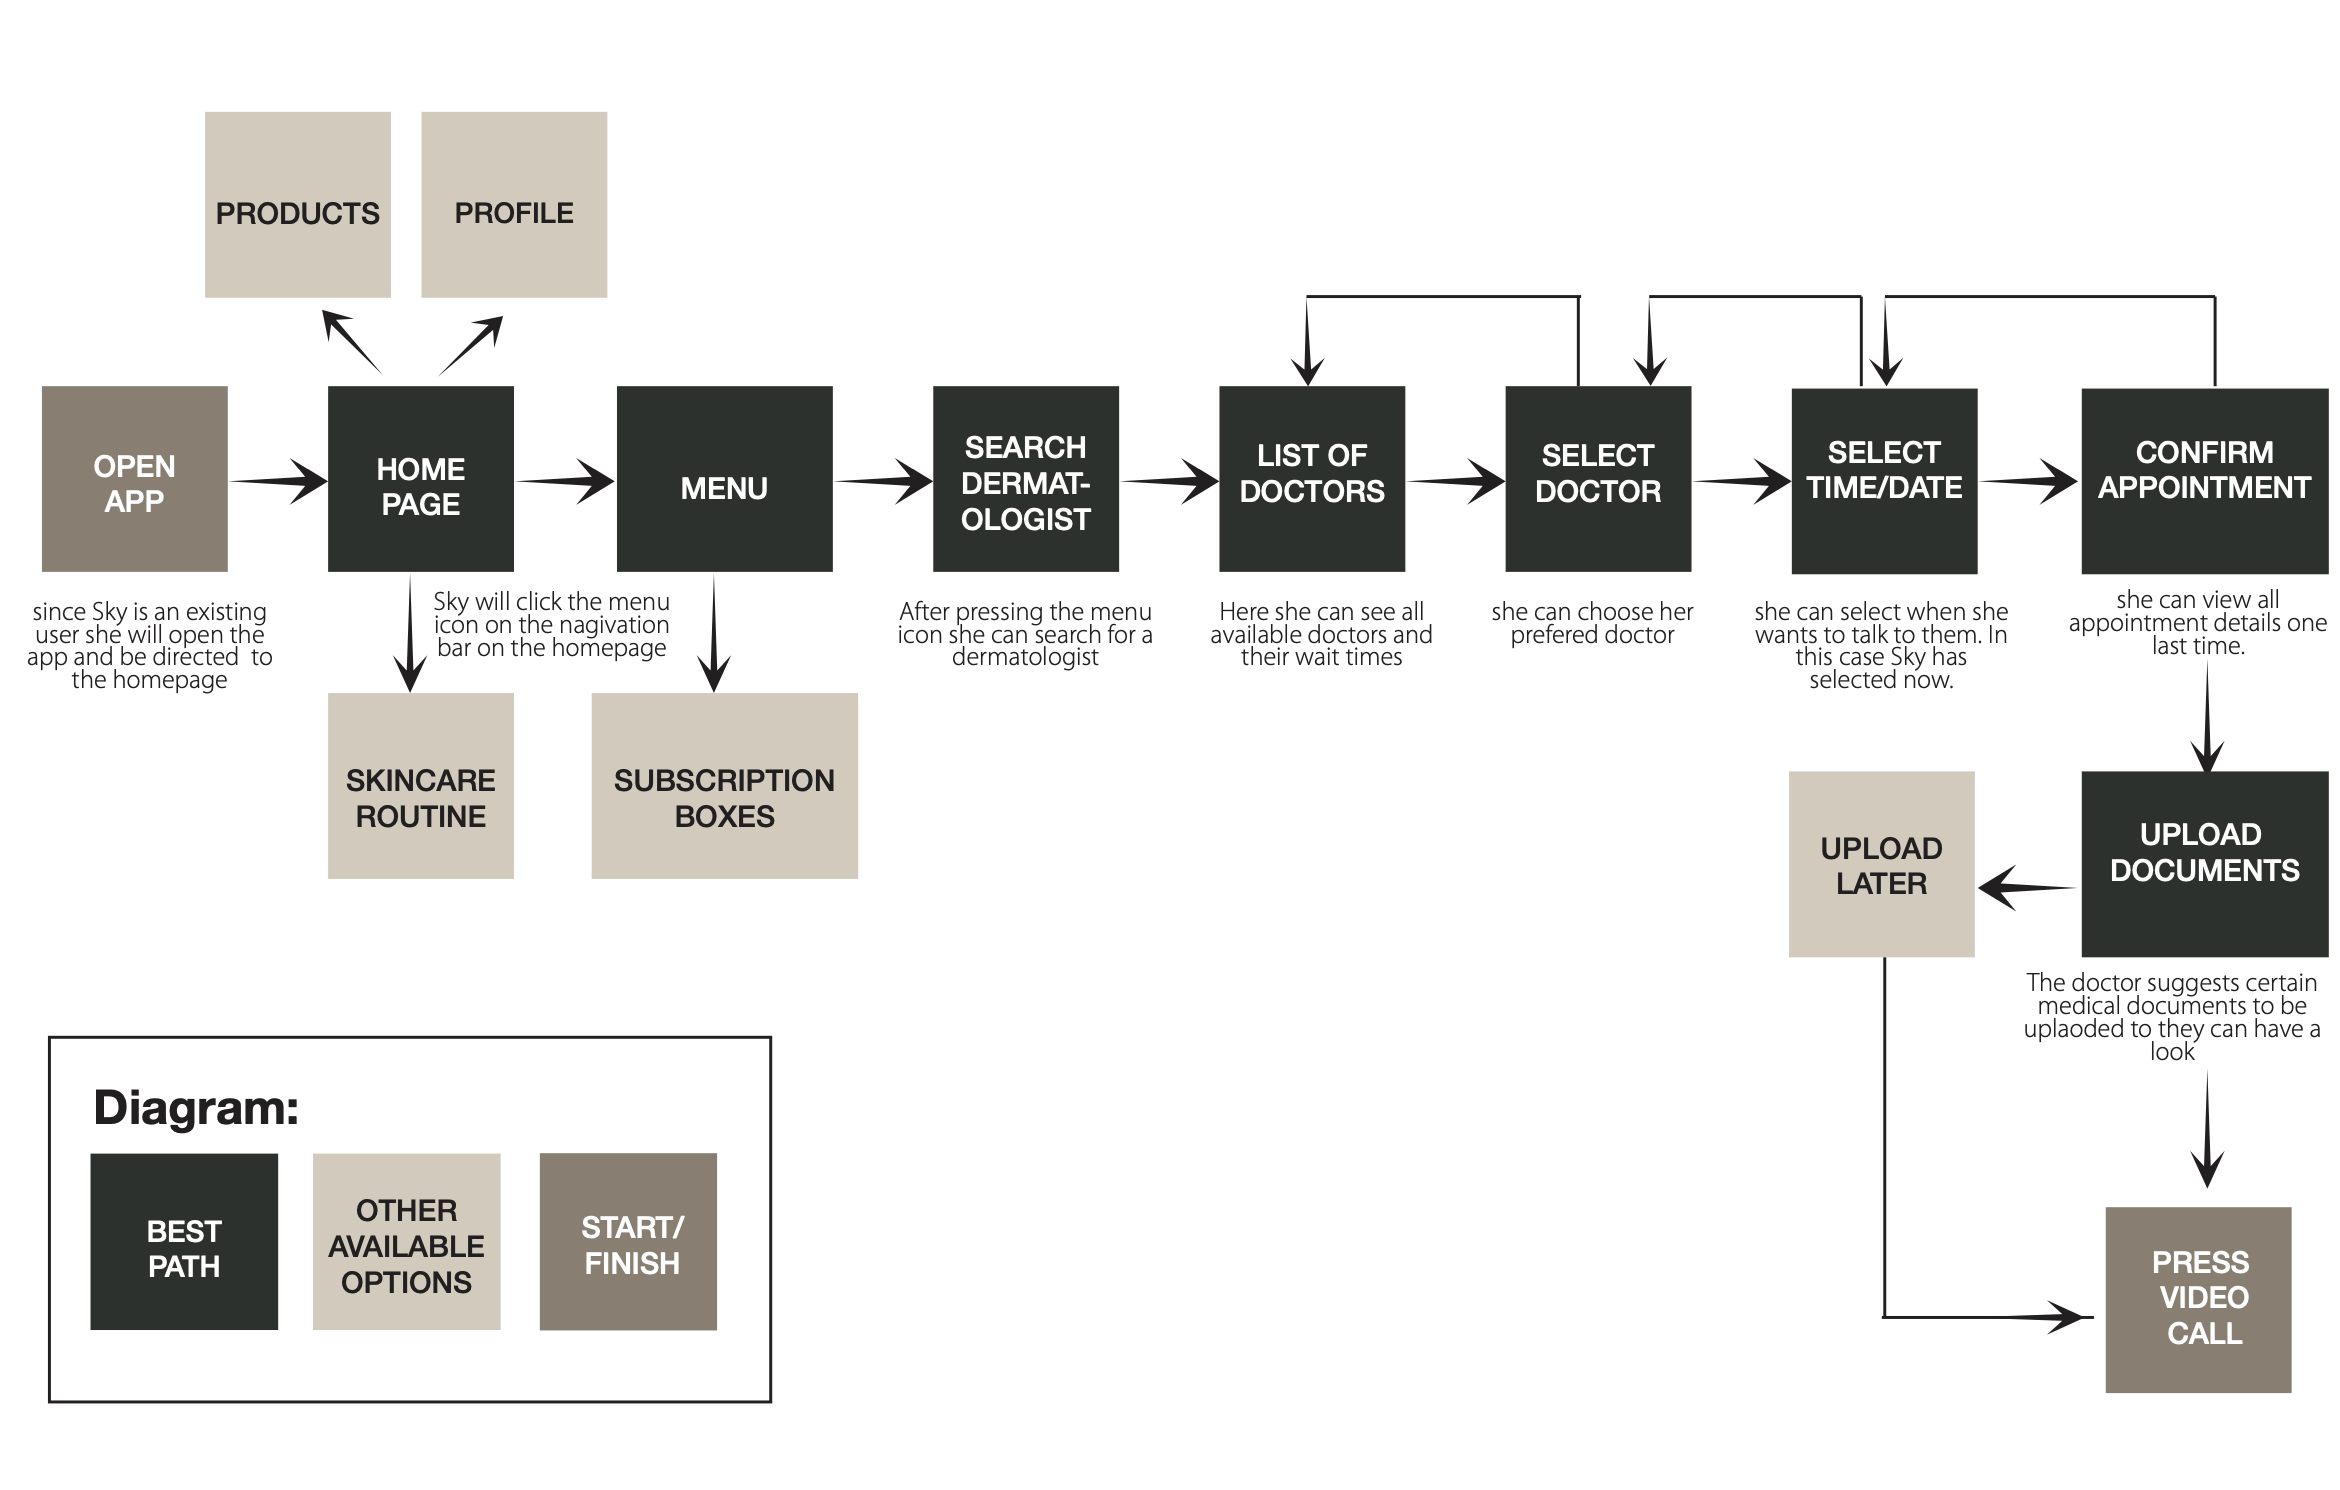 PRODUCTS
PROFILE
OPEN
APP
HOME
PAGE
MENU
SEARCH
DERMAT-
OLOGIST
LIST OF
DOCTORS
SELECT
DOCTOR
SELECT
TIME/DATE
CONFIRM
APPOINTMENT
since Sky is an existing
user she will open the
app and be directed  to
the homepage
Sky will click the menu
icon on the nagivation
bar on the homepage
After pressing the menu
icon she can search for a
dermatologist
Here she can see all
available doctors and
their wait times
she can choose her
prefered doctor
she can select when she
wants to talk to them. In
this case Sky has
selected now.
she can view all
appointment details one
last time.
SKINCARE
ROUTINE
SUBSCRIPTION
BOXES
UPLOAD
LATER
UPLOAD
DOCUMENTS
The doctor suggests certain
medical documents to be
uplaoded to they can have a
look
PRESS
VIDEO
CALL
Diagram:
BEST
PATH
OTHER
AVAILABLE
OPTIONS
START/
FINISH